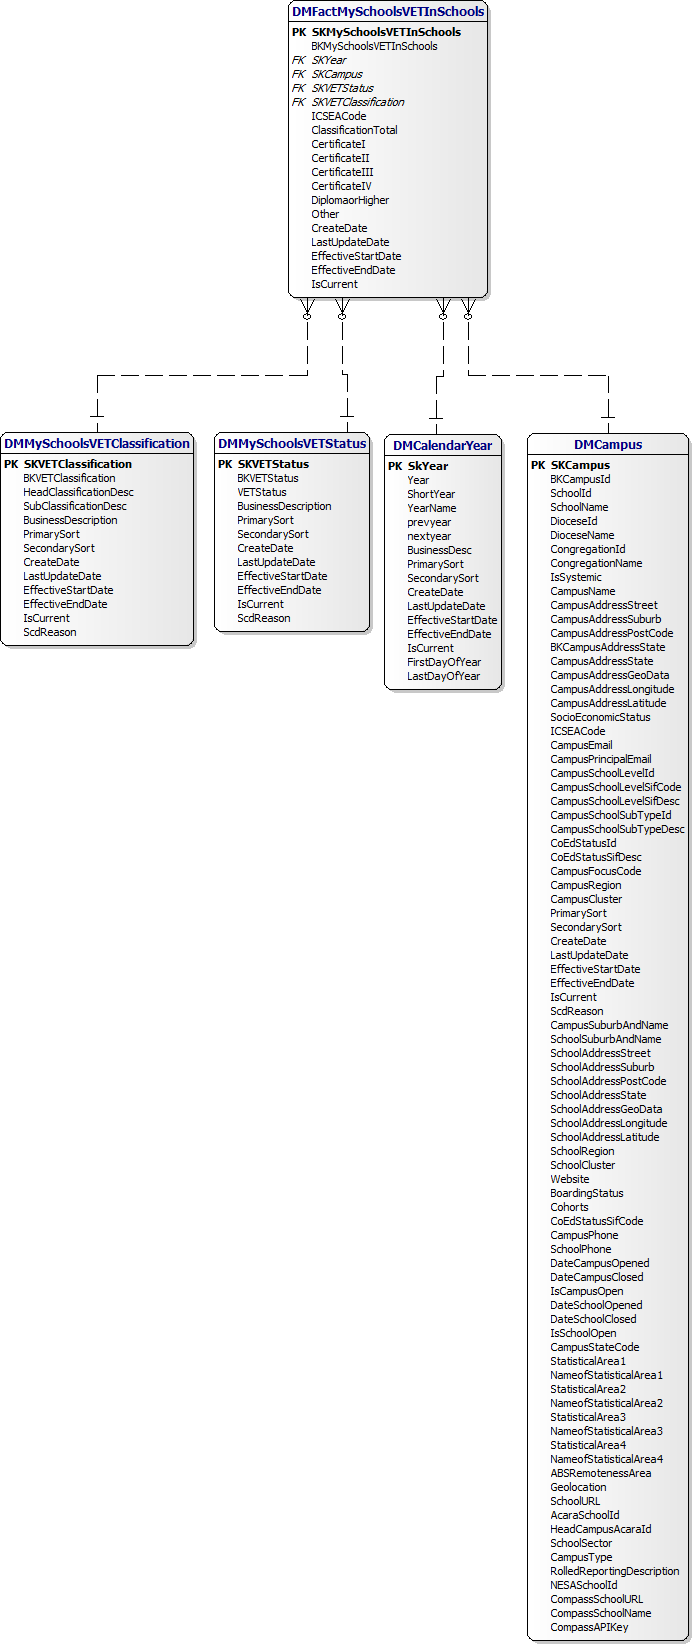 DMFactMySchoolsVETInSchools
PK SKMySchoolsVETInSchools
BKMySchoolsVETInSchools
FK SKYear
FK SKCampus
FK SKVETStatus
FK SKVETClassification
ICSEACode
ClassificationTotal
CertificateI
CertificateII
CertificateIII
CertificateIV
DiplomaorHigher
Other
CreateDate
LastUpdateDate
EffectiveStartDate
EffectiveEndDate
IsCurrent
DMMySchoolsVETClassification
PK SKVETClassification
BKVETClassification
HeadClassificationDesc
SubClassificationDesc
BusinessDescription
PrimarySort
SecondarySort
CreateDate
LastUpdateDate
EffectiveStartDate
EffectiveEndDate
IsCurrent
ScdReason
DMMySchoolsVETStatus
PK SKVETStatus
BKVETStatus
VETStatus
BusinessDescription
PrimarySort
SecondarySort
CreateDate
LastUpdateDate
EffectiveStartDate
EffectiveEndDate
IsCurrent
ScdReason
DMCalendarYear
PK SkYear
Year
ShortYear
YearName
prevyear
nextyear
BusinessDesc
PrimarySort
SecondarySort
CreateDate
LastUpdateDate
EffectiveStartDate
EffectiveEndDate
IsCurrent
FirstDayOfYear
LastDayOfYear
DMCampus
PK SKCampus
BKCampusId
SchoolId
SchoolName
DioceseId
DioceseName
CongregationId
CongregationName
IsSystemic
CampusName
CampusAddressStreet
CampusAddressSuburb
CampusAddressPostCode
BKCampusAddressState
CampusAddressState
CampusAddressGeoData
CampusAddressLongitude
CampusAddressLatitude
SocioEconomicStatus
ICSEACode
CampusEmail
CampusPrincipalEmail
CampusSchoolLevelId
CampusSchoolLevelSifCode
CampusSchoolLevelSifDesc
CampusSchoolSubTypeId
CampusSchoolSubTypeDesc
CoEdStatusId
CoEdStatusSifDesc
CampusFocusCode
CampusRegion
CampusCluster
PrimarySort
SecondarySort
CreateDate
LastUpdateDate
EffectiveStartDate
EffectiveEndDate
IsCurrent
ScdReason
CampusSuburbAndName
SchoolSuburbAndName
SchoolAddressStreet
SchoolAddressSuburb
SchoolAddressPostCode
SchoolAddressState
SchoolAddressGeoData
SchoolAddressLongitude
SchoolAddressLatitude
SchoolRegion
SchoolCluster
Website
BoardingStatus
Cohorts
CoEdStatusSifCode
CampusPhone
SchoolPhone
DateCampusOpened
DateCampusClosed
IsCampusOpen
DateSchoolOpened
DateSchoolClosed
IsSchoolOpen
CampusStateCode
StatisticalArea1
NameofStatisticalArea1
StatisticalArea2
NameofStatisticalArea2
StatisticalArea3
NameofStatisticalArea3
StatisticalArea4
NameofStatisticalArea4
ABSRemotenessArea
Geolocation
SchoolURL
AcaraSchoolId
HeadCampusAcaraId
SchoolSector
CampusType
RolledReportingDescription
NESASchoolId
CompassSchoolURL
CompassSchoolName
CompassAPIKey